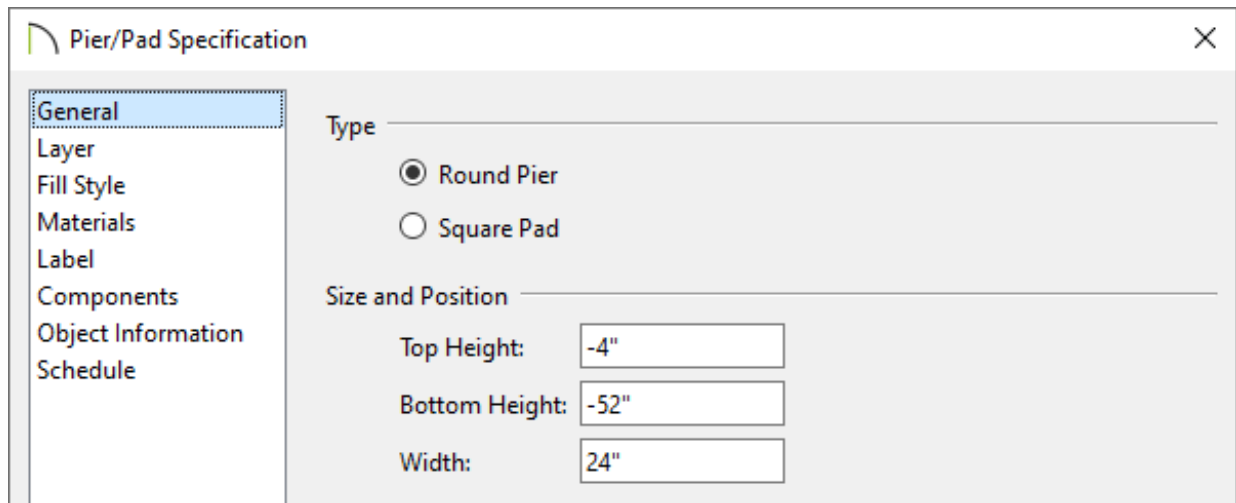 Pier/Pad Specification
General
Layer
Fill Style
Materials
Label
Components
Object Information
Schedule
Type
Round Pier
Square Pad
Size and Position
Top Height: -4"
Bottom Height: -52"
Width: 24"